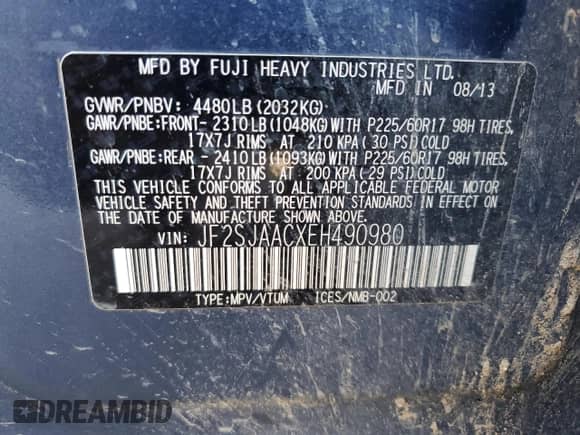 MFD BY FUJI HEAVY INDUSTRIES LTD.
MFD IN 08/13
GVWR/PNBV: 4480LB(2032KG)
GAWR/PNBE:FRONT- 2310LB(1048KG)WITH P225/60R17 98H TIRES,
17X7J RIMS AT 210 KPA( 30 PSI)COLD
GAWR/PNBE:REAR - 2410LB(1093KG)WITH P225/60R17 98H TIRES,
17X7J RIMS AT 200 KPA( 29 PSI)COLD
THIS VEHICLE CONFORMS TO ALL APPLICABLE FEDERAL MOTOR
VEHICLE SAFETY AND THEFT PREVENTION STANDARDS IN EFFECT
ON THE DATE OF MANUFACTURE SHOWN ABOVE.
VIN: JF2SJAACXEH490980
TYPE:MPV/VTUM ICES/NMB-002
DREAMBID